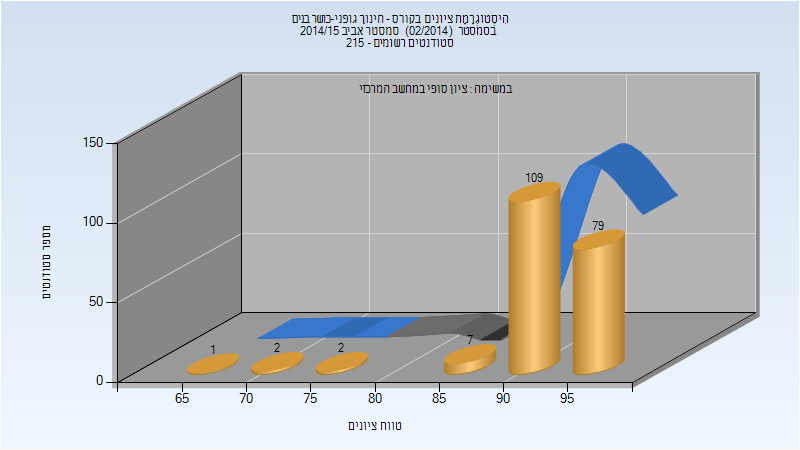 היסטוגרמת ציונים בקורס - חינוך גופני-כושר בנים
בסמסטר (02/2014) סמסטר אביב 2014/15
סטודנטים רשומים - 215
במשימה : ציון סופי במחשב המרכזי
מספר סטודנטים
150
100
50
0
1
2
2
7
109
79
65
70
75
80
85
90
95
טווח ציונים